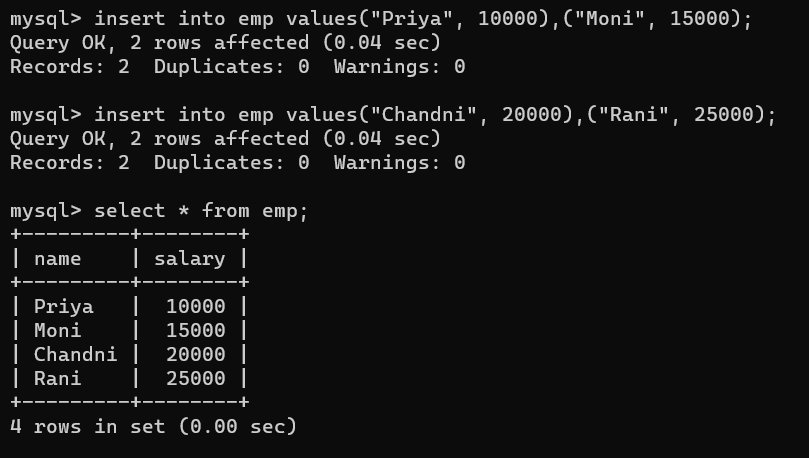 mysql> insert into emp values("Priya", 10000),("Moni", 15000);
Query OK, 2 rows affected (0.04 sec)
Records: 2  Duplicates: 0  Warnings: 0

mysql> insert into emp values("Chandni", 20000),("Rani", 25000);
Query OK, 2 rows affected (0.04 sec)
Records: 2  Duplicates: 0  Warnings: 0

mysql> select * from emp;
+---------+--------+
| name    | salary |
+---------+--------+
| Priya   |  10000 |
| Moni    |  15000 |
| Chandni |  20000 |
| Rani    |  25000 |
+---------+--------+
4 rows in set (0.00 sec)